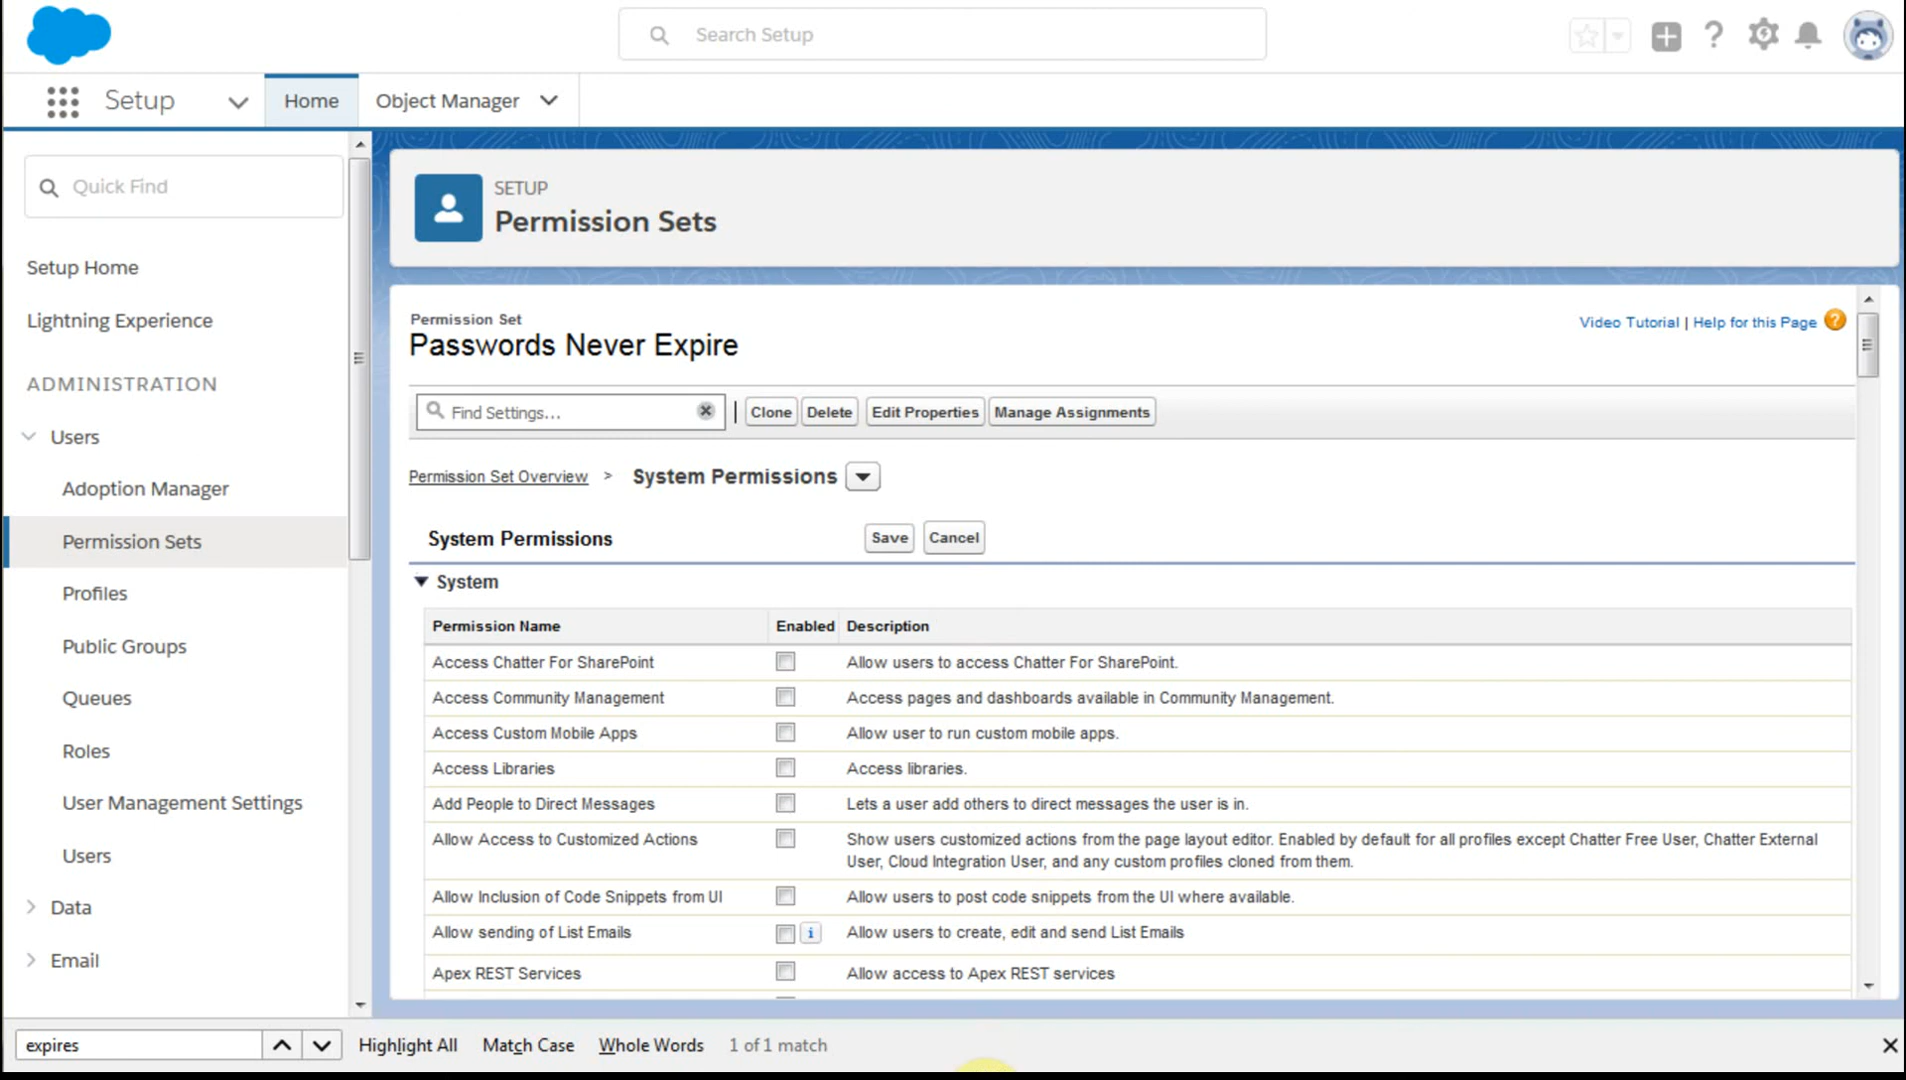 Search Setup
Setup
Home
Object Manager
Quick Find
Setup Home
Lightning Experience
ADMINISTRATION
Users
Adoption Manager
Permission Sets
Profiles
Public Groups
Queues
Roles
User Management Settings
Users
Data
Email
SETUP
Permission Sets
Permission Set
Passwords Never Expire
Video Tutorial | Help for this Page ?
Find Settings... | Clone Delete Edit Properties Manage Assignments
Permission Set Overview > System Permissions
System Permissions Save Cancel
System
Permission Name Enabled Description
Access Chatter For SharePoint Allow users to access Chatter For SharePoint.
Access Community Management Access pages and dashboards available in Community Management.
Access Custom Mobile Apps Allow user to run custom mobile apps.
Access Libraries Access libraries.
Add People to Direct Messages Lets a user add others to direct messages the user is in.
Allow Access to Customized Actions Show users customized actions from the page layout editor. Enabled by default for all profiles except Chatter Free User, Chatter External
User, Cloud Integration User, and any custom profiles cloned from them.
Allow Inclusion of Code Snippets from UI Allow users to post code snippets from the UI where available.
Allow sending of List Emails i Allow users to create, edit and send List Emails
Apex REST Services Allow access to Apex REST services
expires Highlight All Match Case Whole Words 1 of 1 match